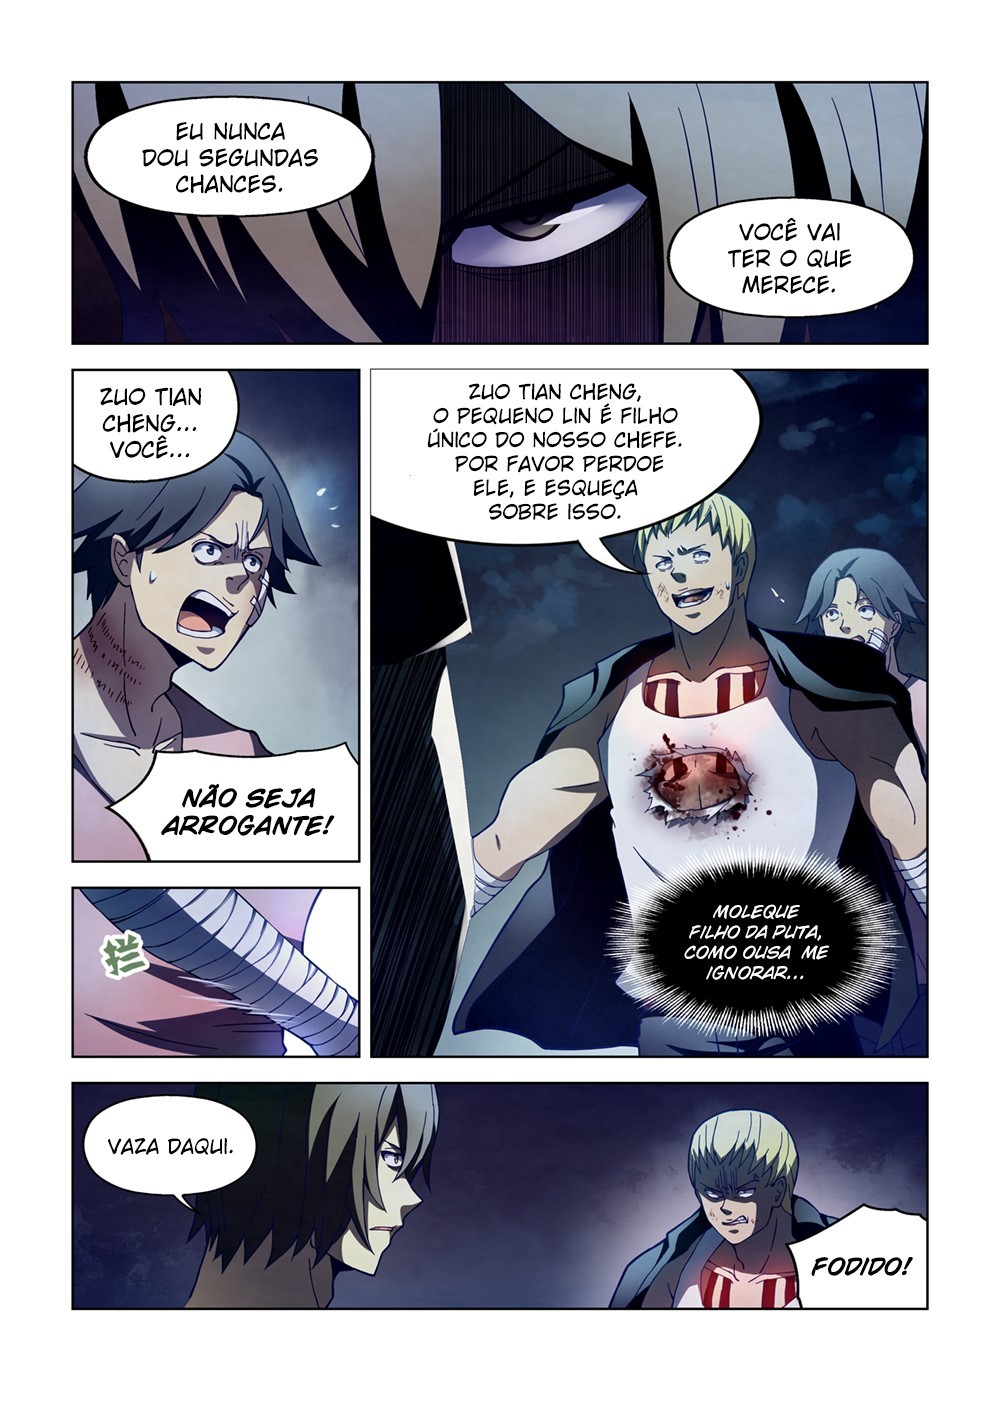 EU NUNCA
DOU SEGUNDAS
CHANCES.
VOCÊ VAI
TER O QUE
MERECE.
ZUO TIAN
CHENG...
VOCÊ...
NÃO SEJA
ARROGANTE!
ZUO TIAN CHENG,
O PEQUENO LIN É FILHO
ÚNICO DO NOSSO CHEFE.
POR FAVOR PERDOE
ELE, E ESQUEÇA
SOBRE ISSO.
MOLEQUE
FILHO DA PUTA,
COMO OUSA ME
IGNORAR...
拦
VAZA DAQUI.
FODIDO!